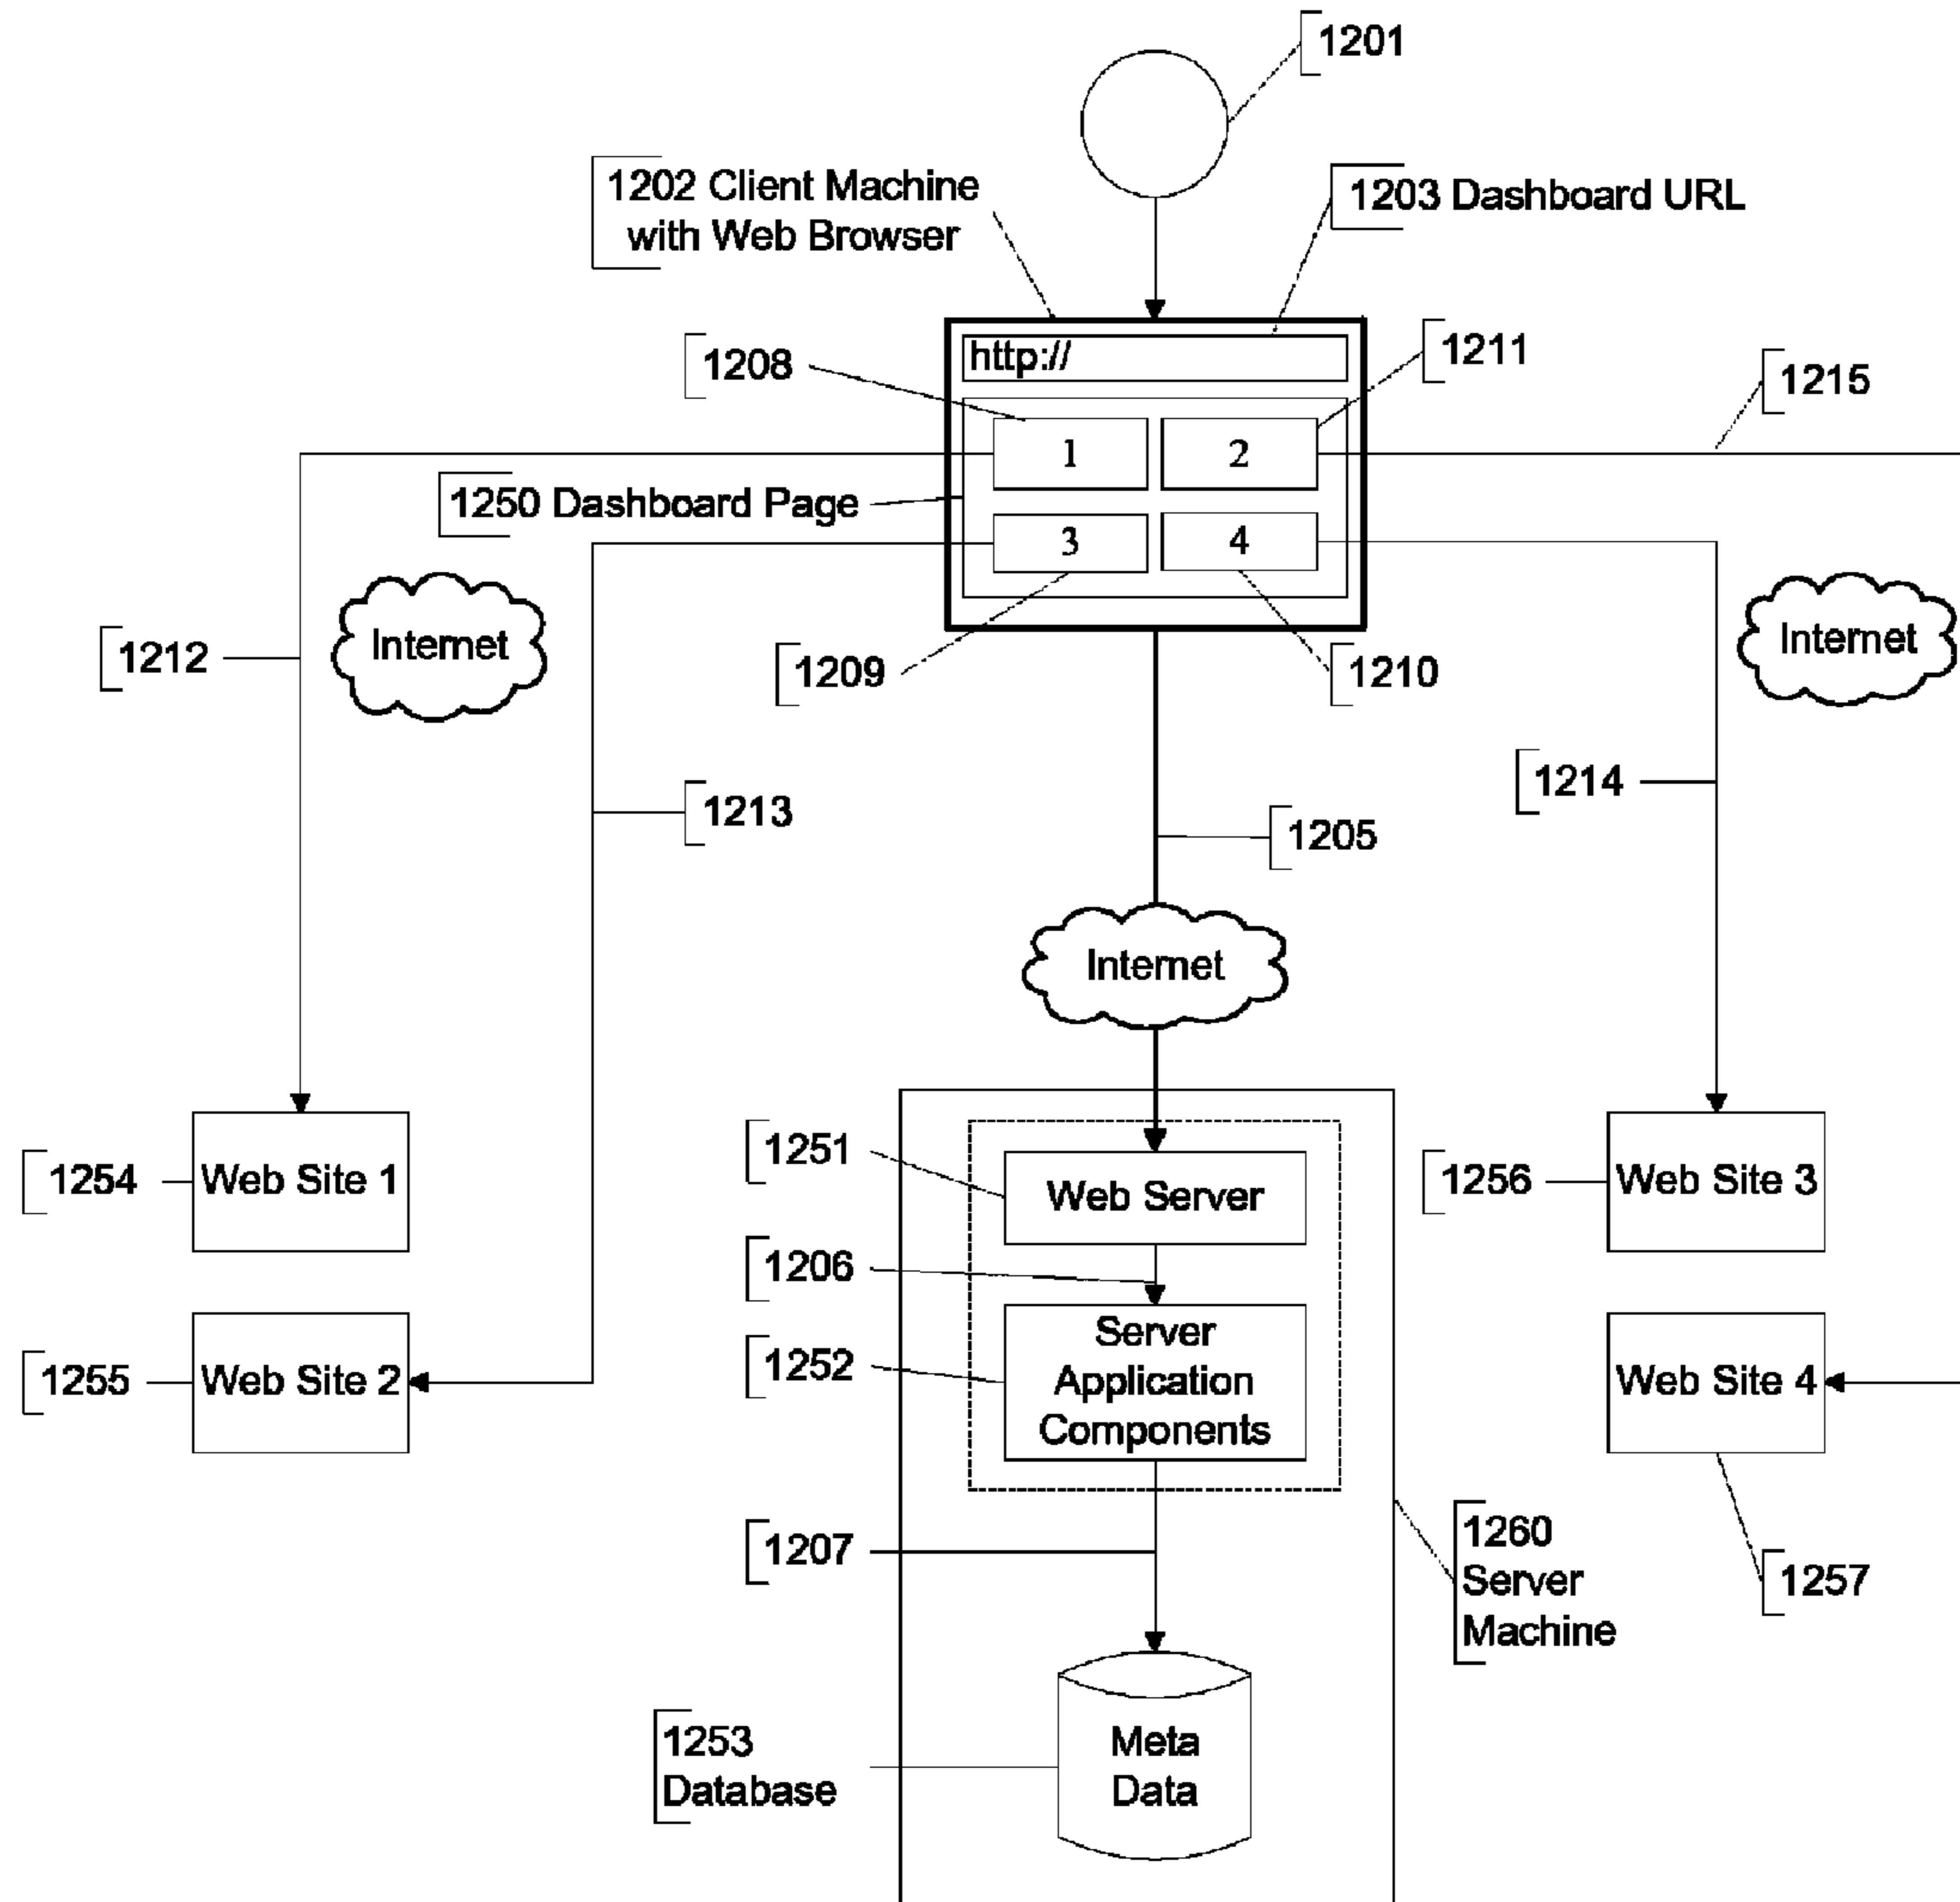 1201
1202 Client Machine
with Web Browser
1203 Dashboard URL
http://
1208
1211
1215
1
2
1250 Dashboard Page
3
4
Internet
Internet
1212
1209
1210
1213
1214
1205
Internet
1251
Web Server
1254
Web Site 1
1256
Web Site 3
1206
1252
Server
Application
Components
1255
Web Site 2
Web Site 4
1207
1260
Server
Machine
1257
1253
Database
Meta
Data